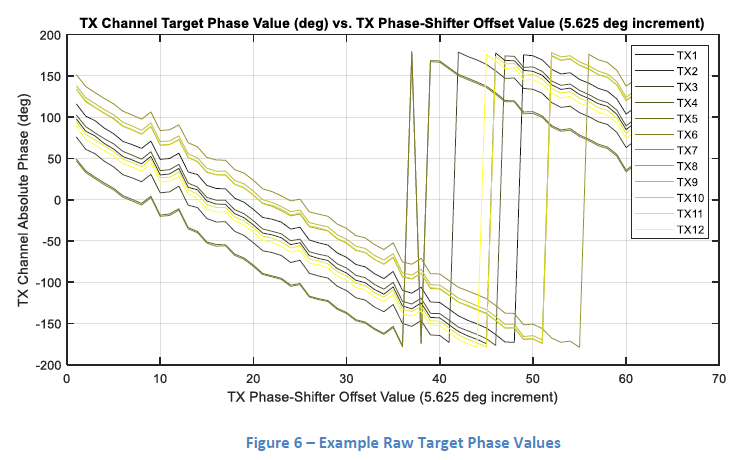 TX Channel Target Phase Value (deg) vs. TX Phase-Shifter Offset Value (5.625 deg increment)
TX Channel Absolute Phase (deg)
200
150
100
50
0
-50
-100
-150
-200
0
10
20
30
40
50
60
70
TX Phase-Shifter Offset Value (5.625 deg increment)
TX1
TX2
TX3
TX4
TX5
TX6
TX7
TX8
TX9
TX10
TX11
TX12
Figure 6 – Example Raw Target Phase Values